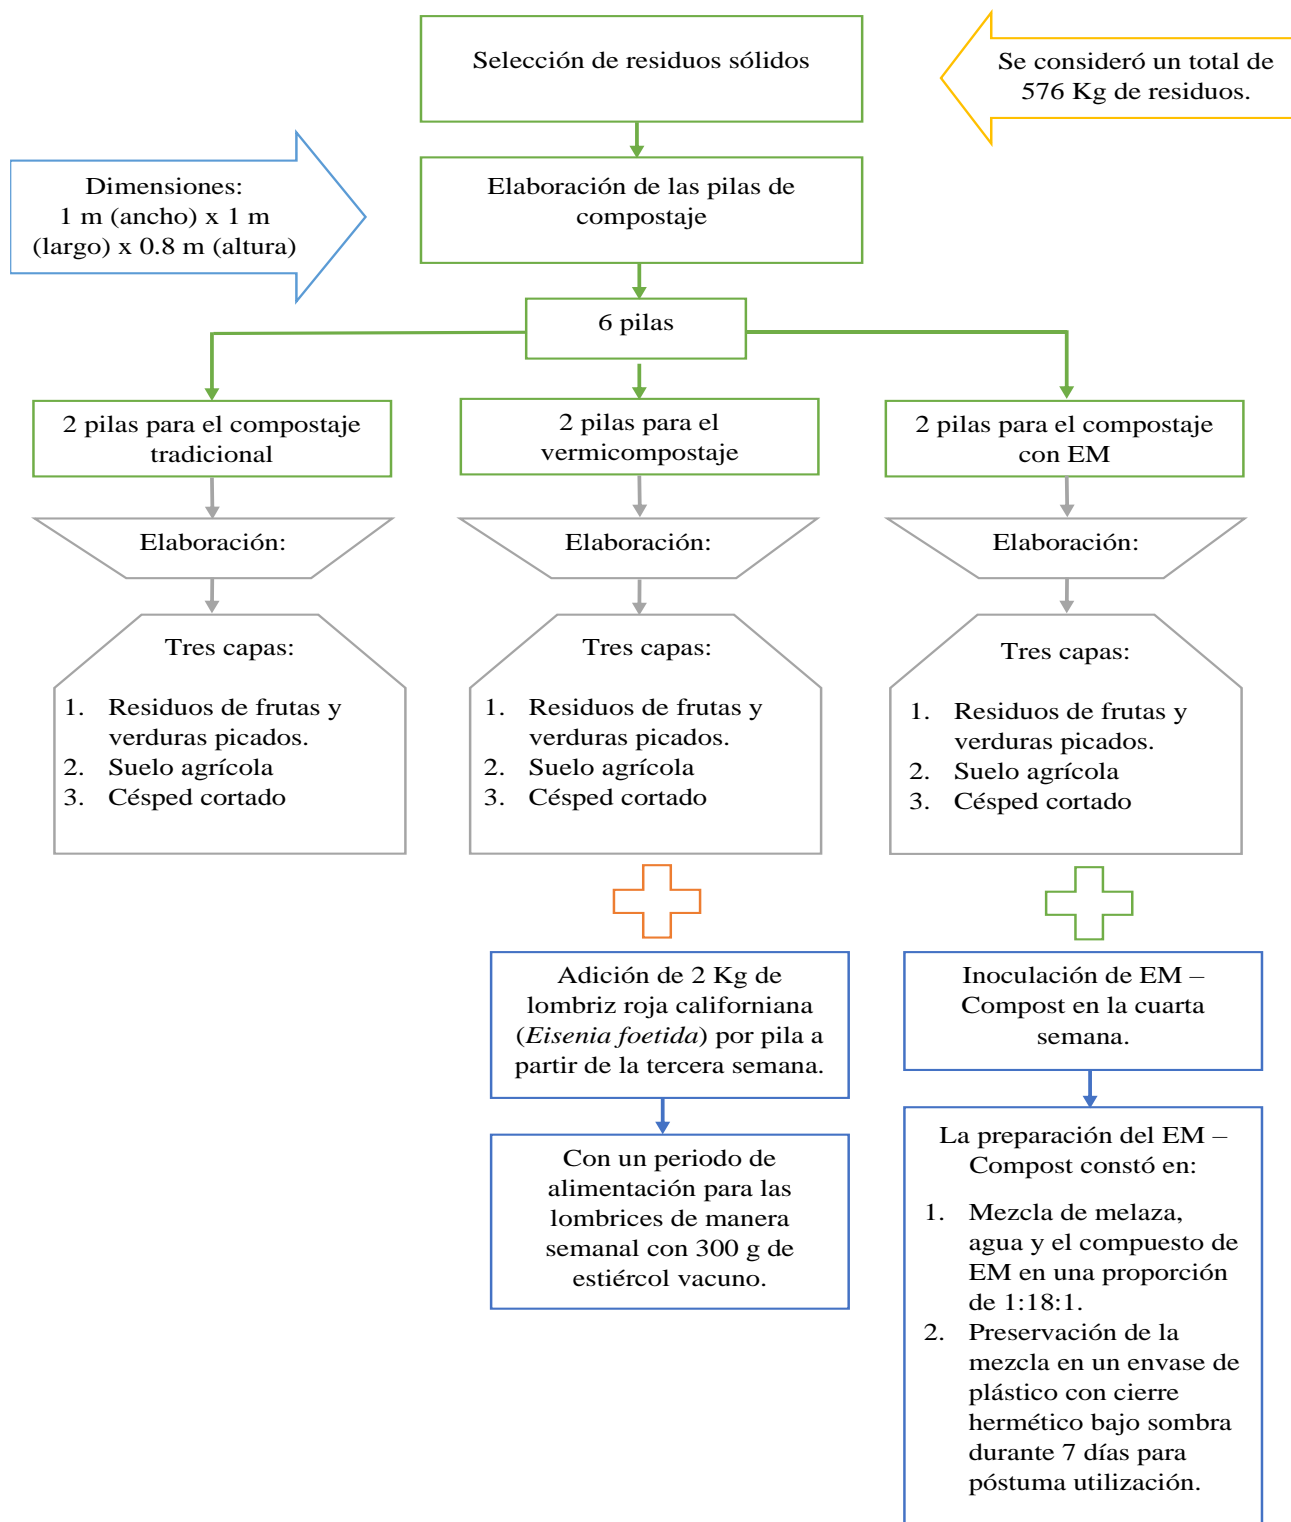 Selección de residuos sólidos
Se consideró un total de
576 Kg de residuos.
Dimensiones:
1 m (ancho) x 1 m
(largo) x 0.8 m (altura)
Elaboración de las pilas de
compostaje
6 pilas
2 pilas para el compostaje
tradicional
2 pilas para el
vermicompostaje
2 pilas para el compostaje
con EM
Elaboración:
Elaboración:
Elaboración:
Tres capas:
1. Residuos de frutas y
verduras picados.
2. Suelo agrícola
3. Césped cortado
Tres capas:
1. Residuos de frutas y
verduras picados.
2. Suelo agrícola
3. Césped cortado
Tres capas:
1. Residuos de frutas y
verduras picados.
2. Suelo agrícola
3. Césped cortado
Adición de 2 Kg de
lombriz roja californiana
(Eisenia foetida) por pila a
partir de la tercera semana.
Con un periodo de
alimentación para las
lombrices de manera
semanal con 300 g de
estiércol vacuno.
Inoculación de EM –
Compost en la cuarta
semana.
La preparación del EM –
Compost constó en:
1. Mezcla de melaza,
agua y el compuesto de
EM en una proporción
de 1:18:1.
2. Preservación de la
mezcla en un envase de
plástico con cierre
hermético bajo sombra
durante 7 días para
póstuma utilización.